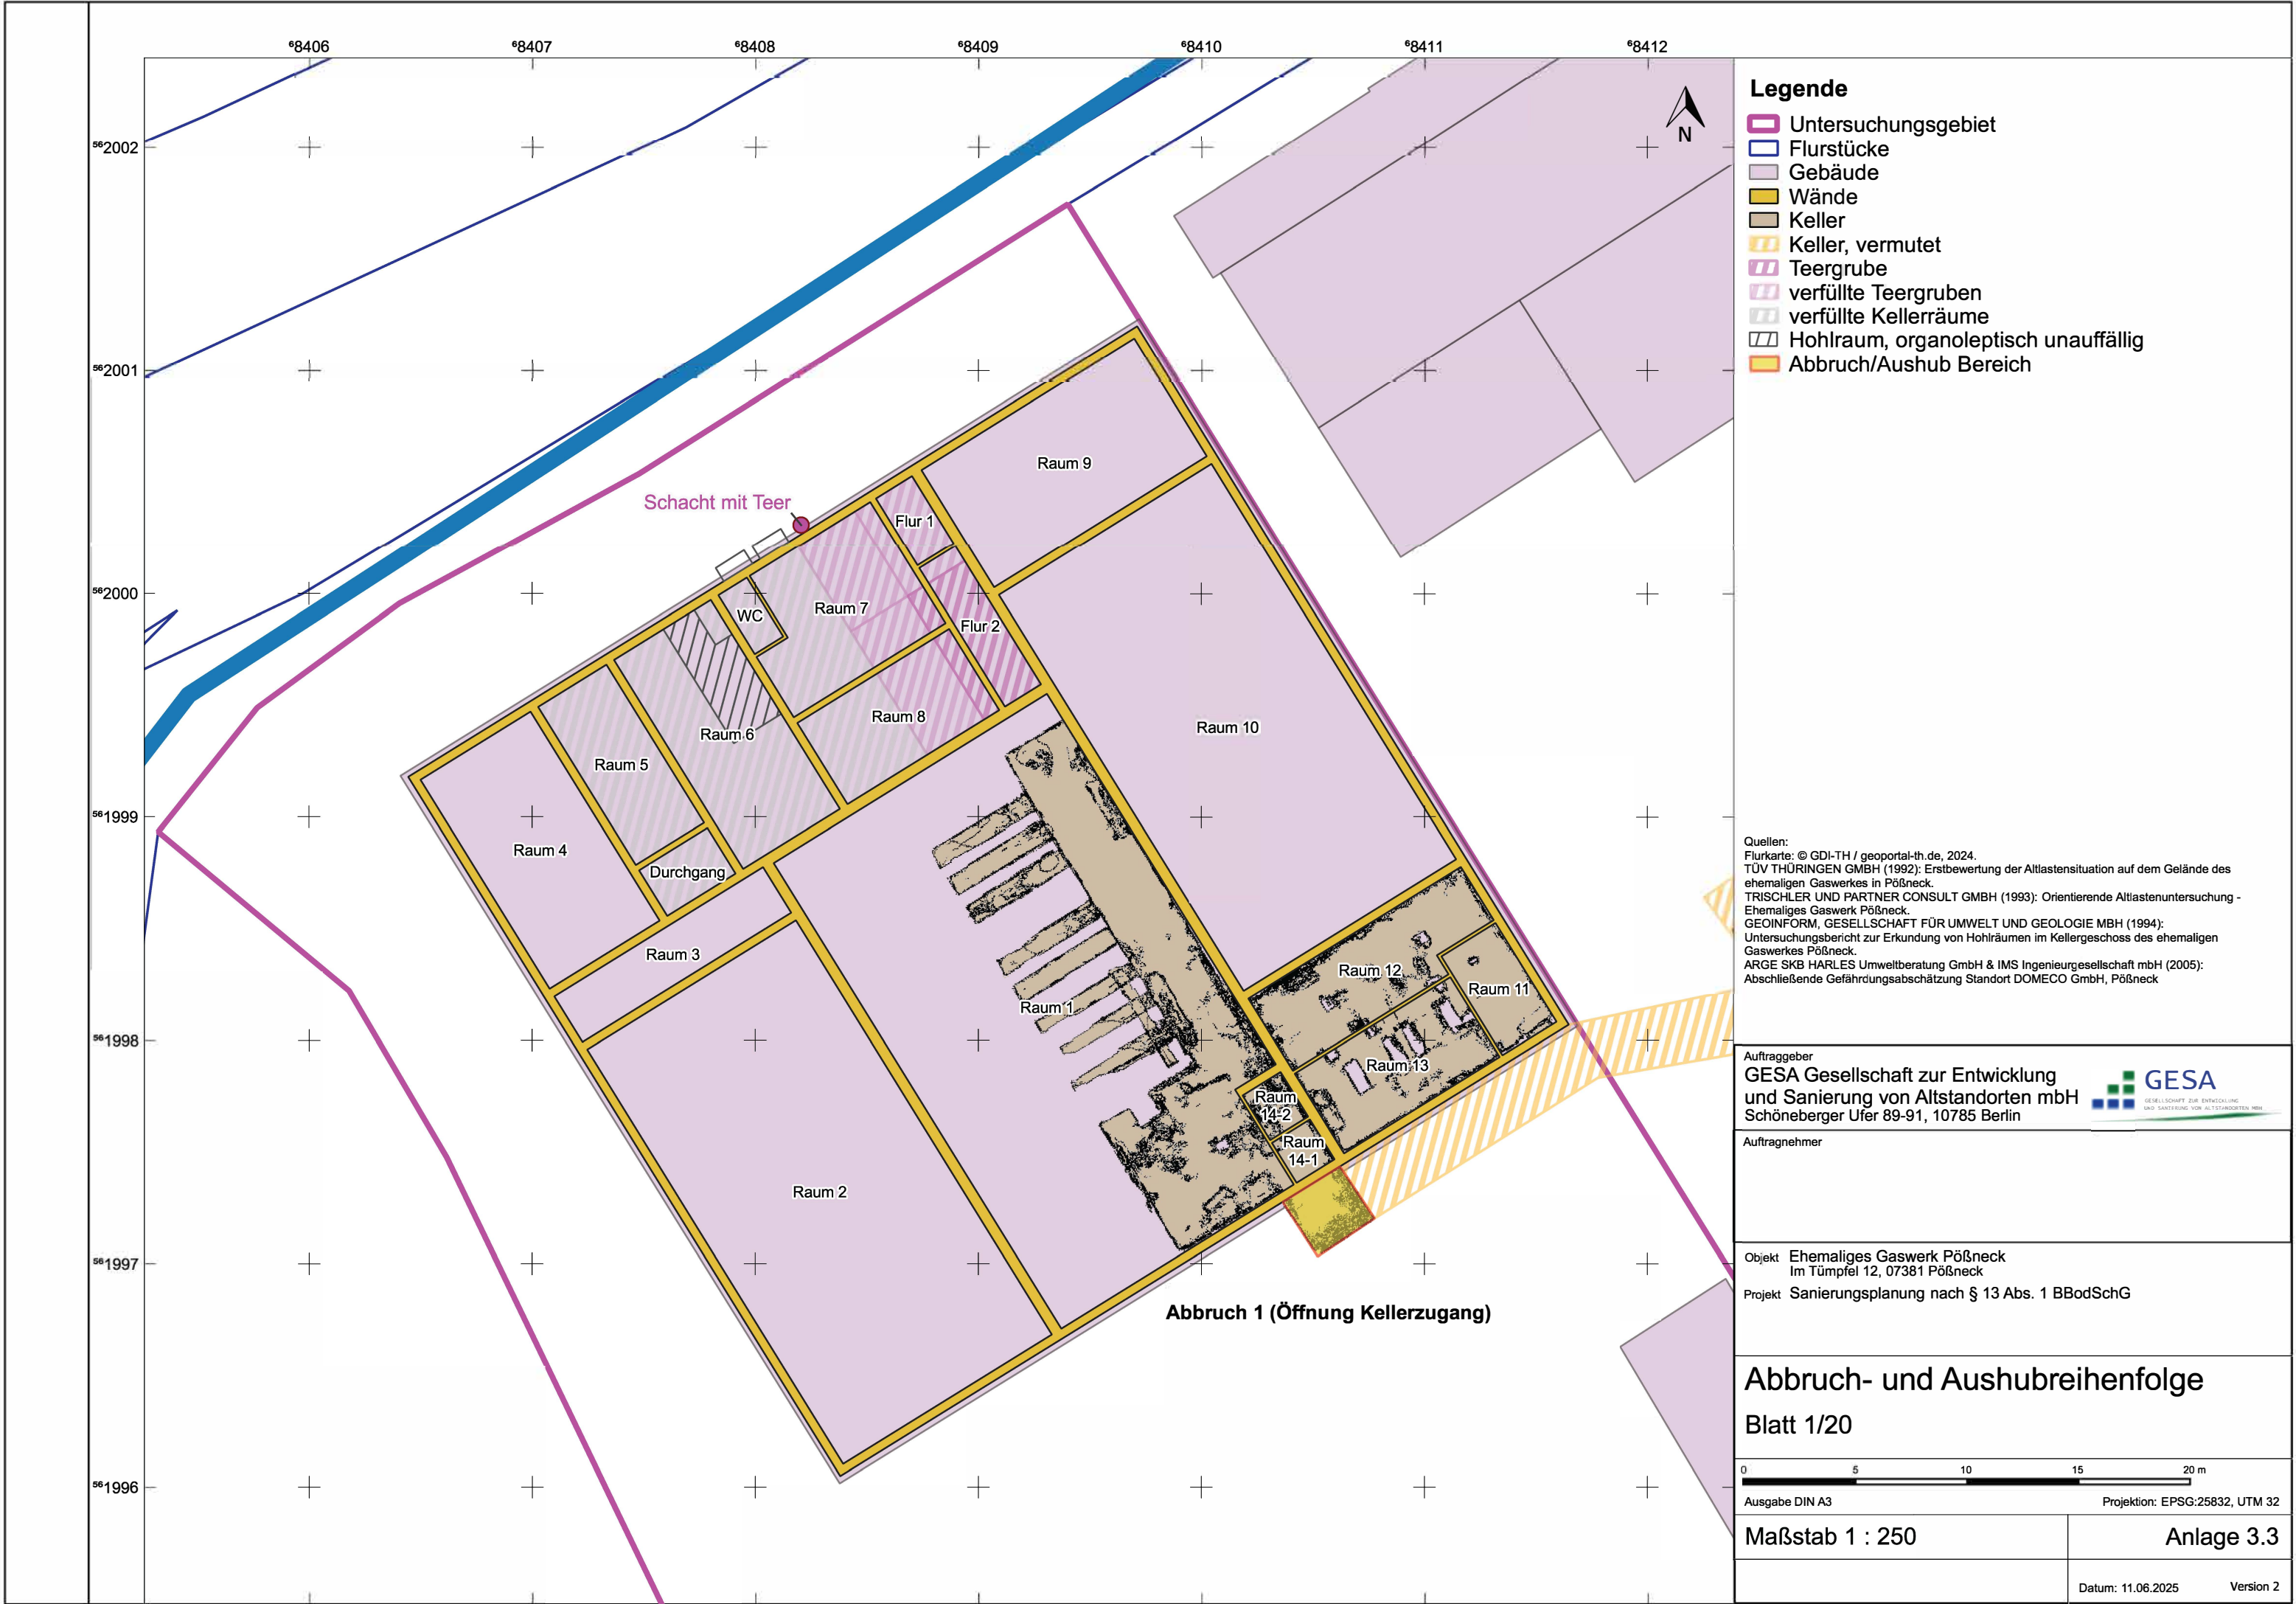 ⁶8406 ⁶8407 ⁶8408 ⁶8409 ⁶8410 ⁶8411 ⁶8412
⁵⁶2002
⁵⁶2001
⁵⁶2000
⁵⁶1999
⁵⁶1998
⁵⁶1997
⁵⁶1996
N
Raum 9
Schacht mit Teer
Flur 1
WC
Raum 7
Flur 2
Raum 8
Raum 6
Raum 10
Raum 5
Raum 4
Durchgang
Raum 3
Raum 12
Raum 11
Raum 1
Raum 13
Raum
14-2
Raum
14-1
Raum 2
Abbruch 1 (Öffnung Kellerzugang)
Legende
Untersuchungsgebiet
Flurstücke
Gebäude
Wände
Keller
Keller, vermutet
Teergrube
verfüllte Teergruben
verfüllte Kellerräume
Hohlraum, organoleptisch unauffällig
Abbruch/Aushub Bereich
Quellen:
Flurkarte: © GDI-TH / geoportal-th.de, 2024.
TÜV THÜRINGEN GMBH (1992): Erstbewertung der Altlastensituation auf dem Gelände des
ehemaligen Gaswerkes in Pößneck.
TRISCHLER UND PARTNER CONSULT GMBH (1993): Orientierende Altlastenuntersuchung -
Ehemaliges Gaswerk Pößneck.
GEOINFORM, GESELLSCHAFT FÜR UMWELT UND GEOLOGIE MBH (1994):
Untersuchungsbericht zur Erkundung von Hohlräumen im Kellergeschoss des ehemaligen
Gaswerkes Pößneck.
ARGE SKB HARLES Umweltberatung GmbH & IMS Ingenieurgesellschaft mbH (2005):
Abschließende Gefährdungsabschätzung Standort DOMECO GmbH, Pößneck
Auftraggeber
GESA Gesellschaft zur Entwicklung
und Sanierung von Altstandorten mbH
Schöneberger Ufer 89-91, 10785 Berlin
GESA
GESELLSCHAFT ZUR ENTWICKLUNG
UND SANIERUNG VON ALTSTANDORTEN MBH
Auftragnehmer
Objekt Ehemaliges Gaswerk Pößneck
Im Tümpfel 12, 07381 Pößneck
Projekt Sanierungsplanung nach § 13 Abs. 1 BBodSchG
Abbruch- und Aushubreihenfolge
Blatt 1/20
0 5 10 15 20 m
Ausgabe DIN A3 Projektion: EPSG:25832, UTM 32
Maßstab 1 : 250 Anlage 3.3
Datum: 11.06.2025 Version 2